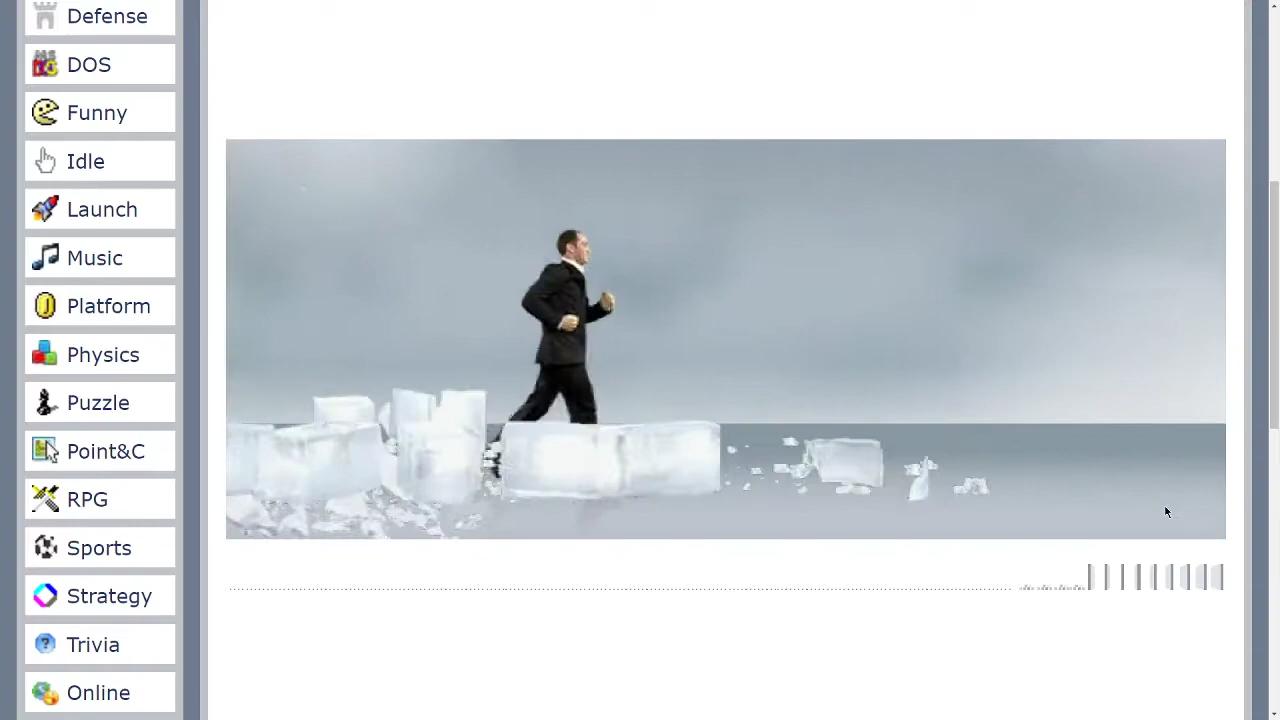 Defense
DOS
Funny
Idle
Launch
Music
Platform
Physics
Puzzle
Point&C
RPG
Sports
Strategy
Trivia
Online